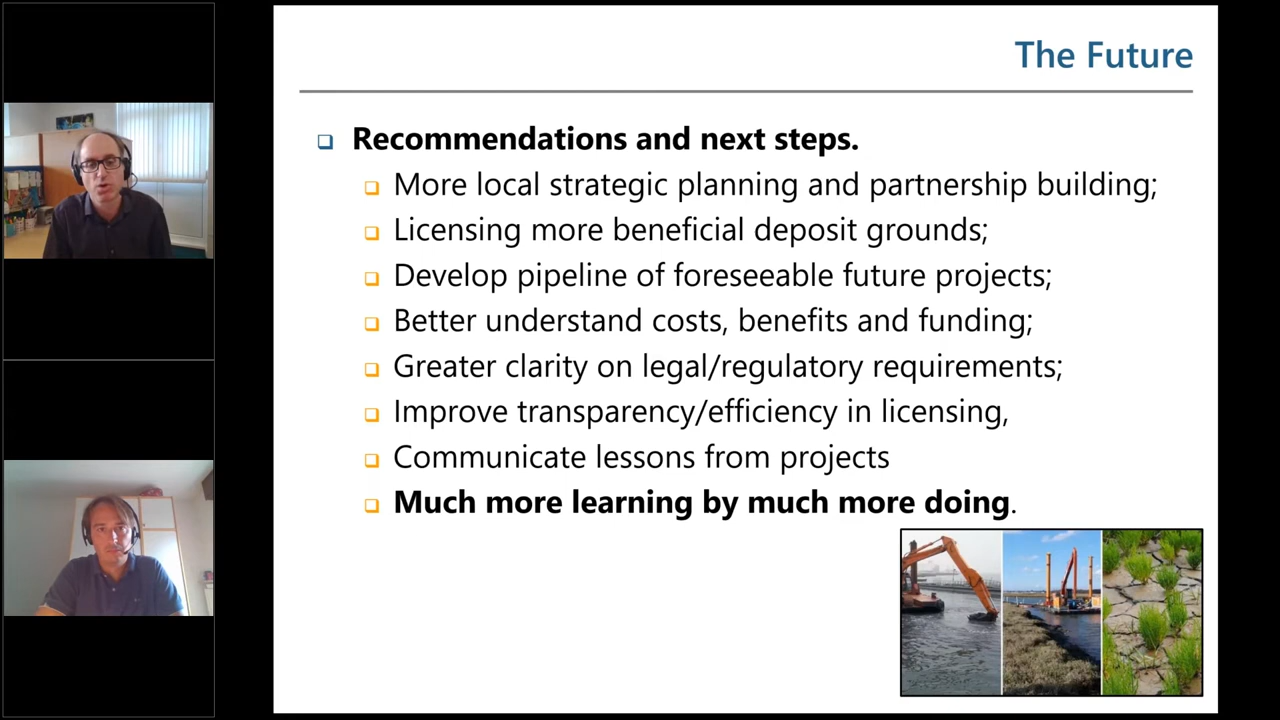 The Future
Recommendations and next steps.
More local strategic planning and partnership building;
Licensing more beneficial deposit grounds;
Develop pipeline of foreseeable future projects;
Better understand costs, benefits and funding;
Greater clarity on legal/regulatory requirements;
Improve transparency/efficiency in licensing,
Communicate lessons from projects
Much more learning by much more doing.